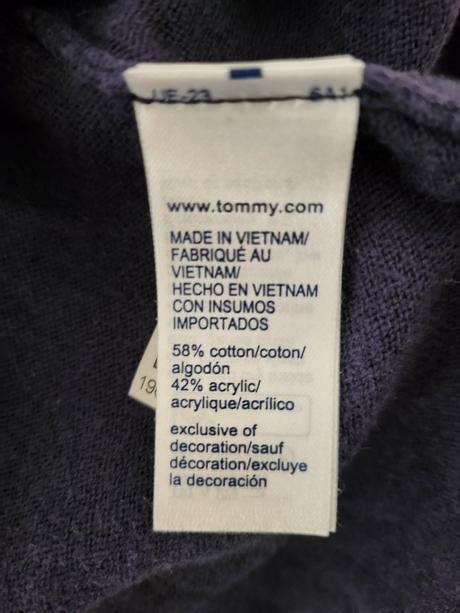 www.tommy.com
MADE IN VIETNAM/
FABRIQUÉ AU
VIETNAM/
HECHO EN VIETNAM
CON INSUMOS
IMPORTADOS
58% cotton/coton/
algodón
42% acrylic/
acrylique/acrílico
exclusive of
decoration/sauf
décoration/excluye
la decoración